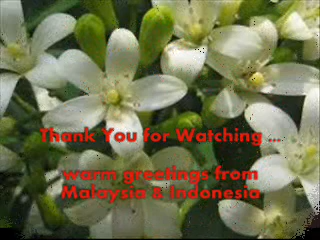 Thank You for Watching ...
warm greetings from
Malaysia & Indonesia